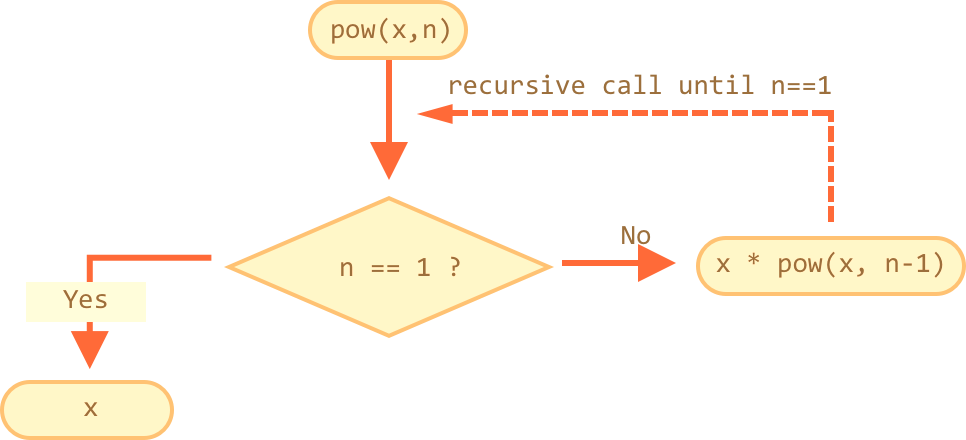 pow(x,n)
recursive call until n==1
No
n == 1 ?
x * pow(x, n-1)
Yes
x